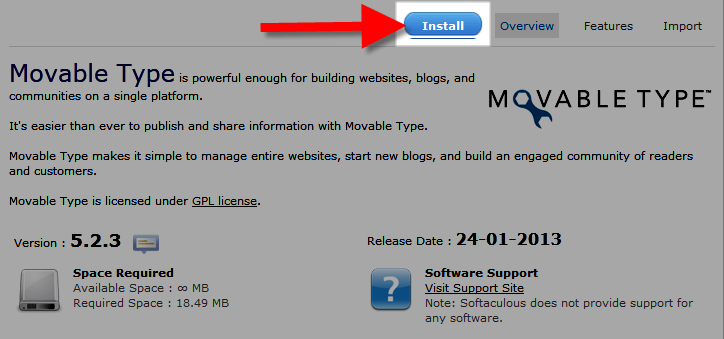 Install Overview Features Import
Movable Type is powerful enough for building websites, blogs, and
communities on a single platform.
MOVABLE TYPE™
It's easier than ever to publish and share information with Movable Type.
Movable Type makes it simple to manage entire websites, start new blogs, and build an engaged community of readers
and customers.
Movable Type is licensed under GPL license.
Version : 5.2.3 Release Date : 24-01-2013
Space Required
Available Space : ∞ MB
Required Space : 18.49 MB
?
Software Support
Visit Support Site
Note: Softaculous does not provide support for
any software.